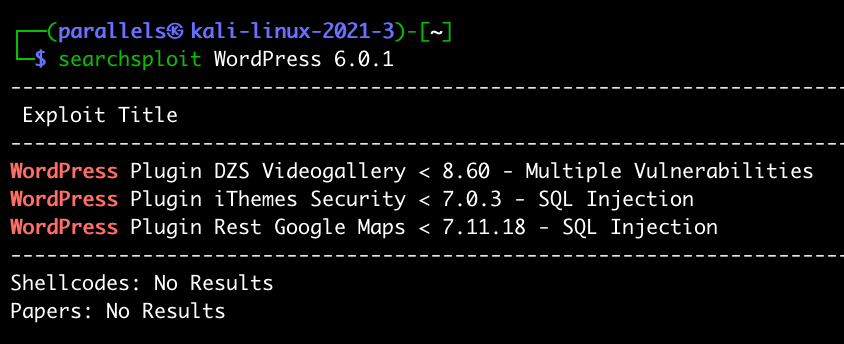 ┌──(parallels㉿kali-linux-2021-3)-[~]
└─$ searchsploit WordPress 6.0.1
----------------------------------------------------------------------
 Exploit Title
----------------------------------------------------------------------
WordPress Plugin DZS Videogallery < 8.60 - Multiple Vulnerabilities
WordPress Plugin iThemes Security < 7.0.3 - SQL Injection
WordPress Plugin Rest Google Maps < 7.11.18 - SQL Injection
----------------------------------------------------------------------
Shellcodes: No Results
Papers: No Results